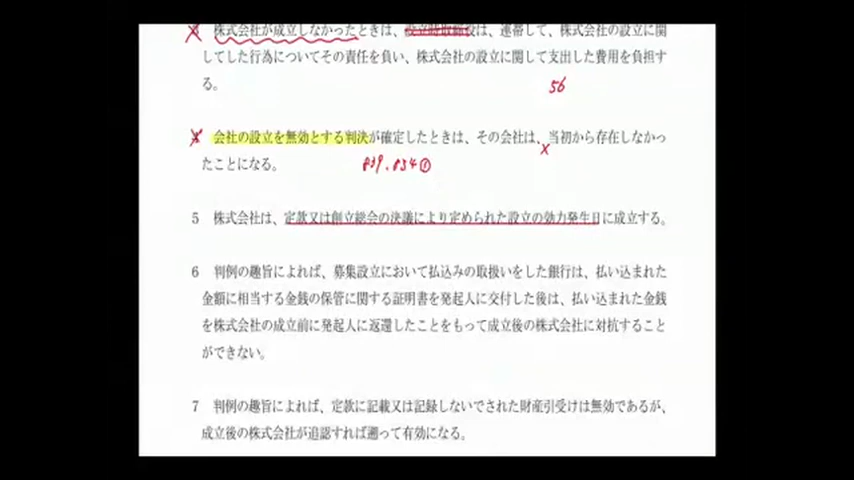 株式会社が成立しなかったときは、設立時取締役は、連帯して、株式会社の設立に関
してした行為についてその責任を負い、株式会社の設立に関して支出した費用を負担す
る。
56
会社の設立を無効とする判決が確定したときは、その会社は、当初から存在しなかっ
たことになる。
839.834①
5 株式会社は、定款又は創立総会の決議により定められた設立の効力発生日に成立する。
6 判例の趣旨によれば、募集設立において払込みの取扱いをした銀行は、払い込まれた
金額に相当する金銭の保管に関する証明書を発起人に交付した後は、払い込まれた金銭
を株式会社の成立前に発起人に返還したことをもって成立後の株式会社に対抗すること
ができない。
7 判例の趣旨によれば、定款に記載又は記録しないでされた財産引受けは無効であるが、
成立後の株式会社が追認すれば遡って有効になる。